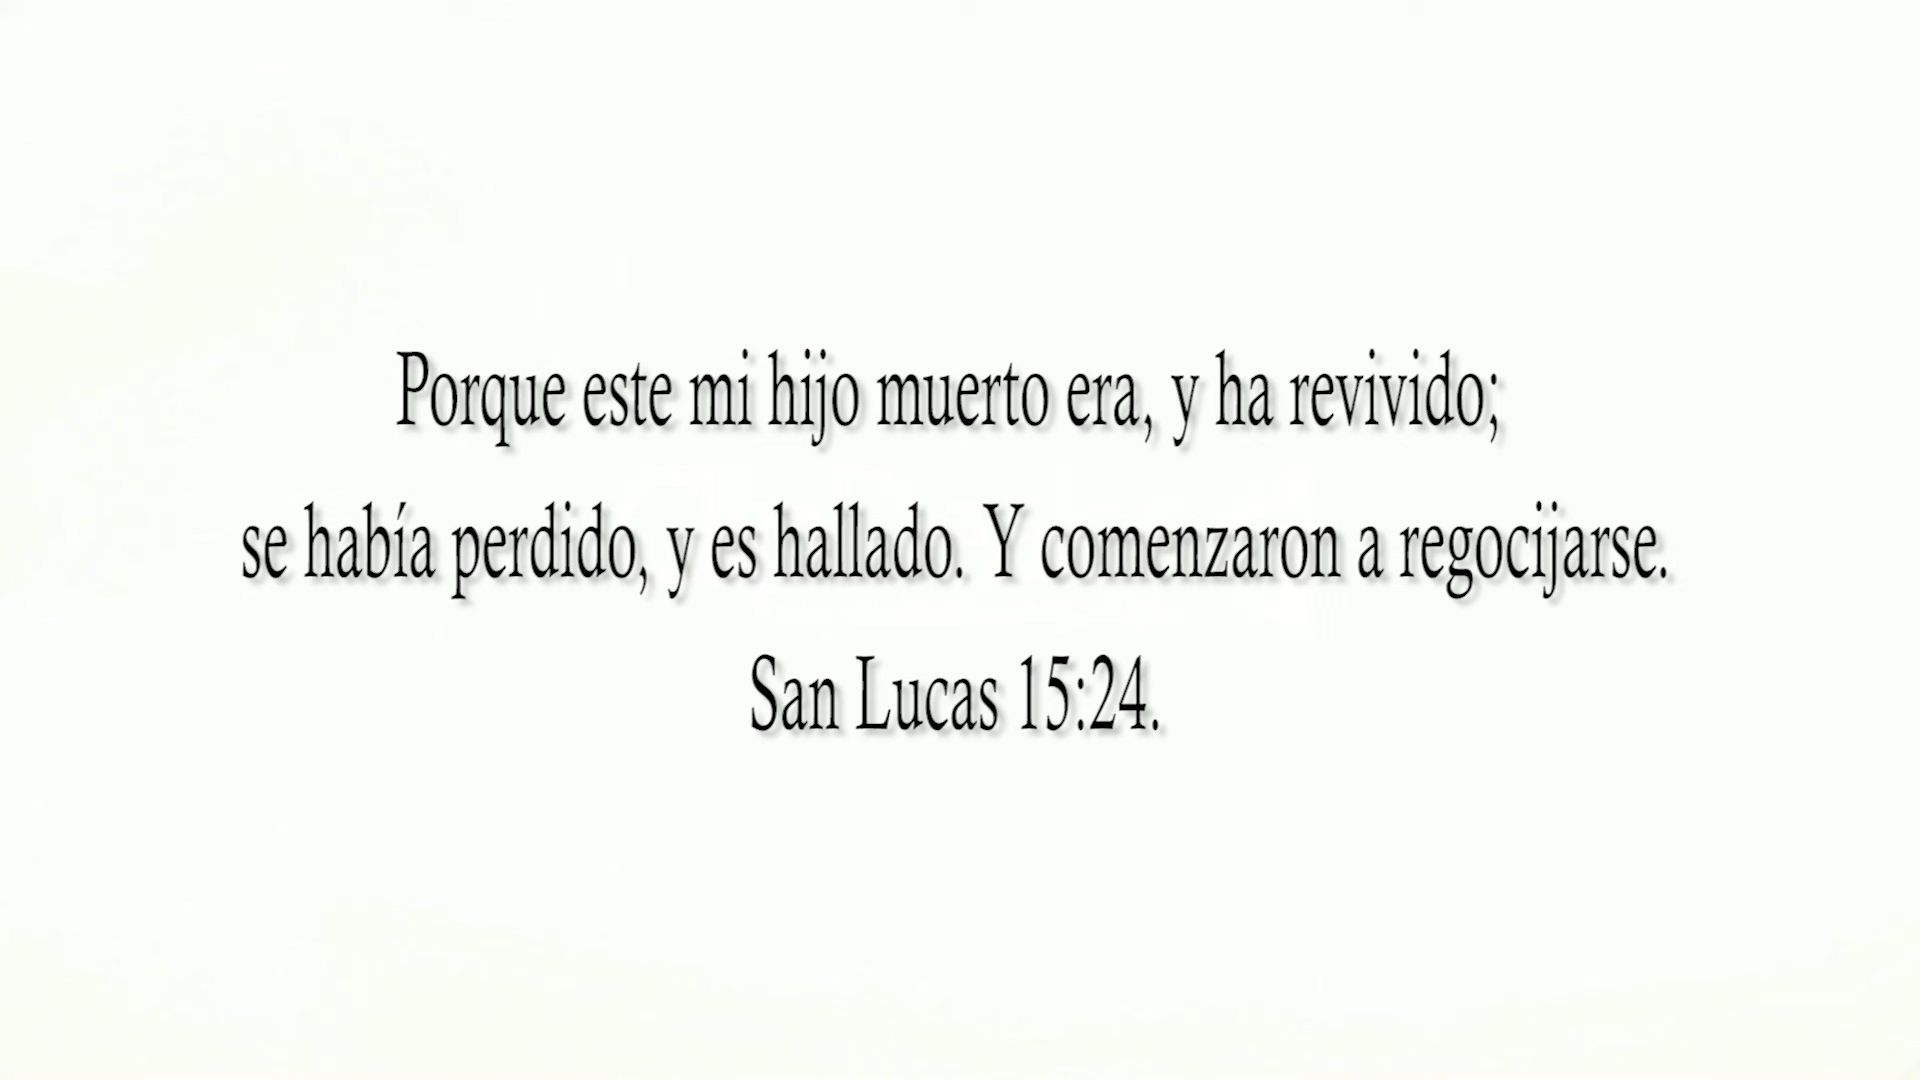 Porque este mi hijo muerto era, y ha revivido;
se había perdido, y es hallado. Y comenzaron a regocijarse.
San Lucas 15:24.